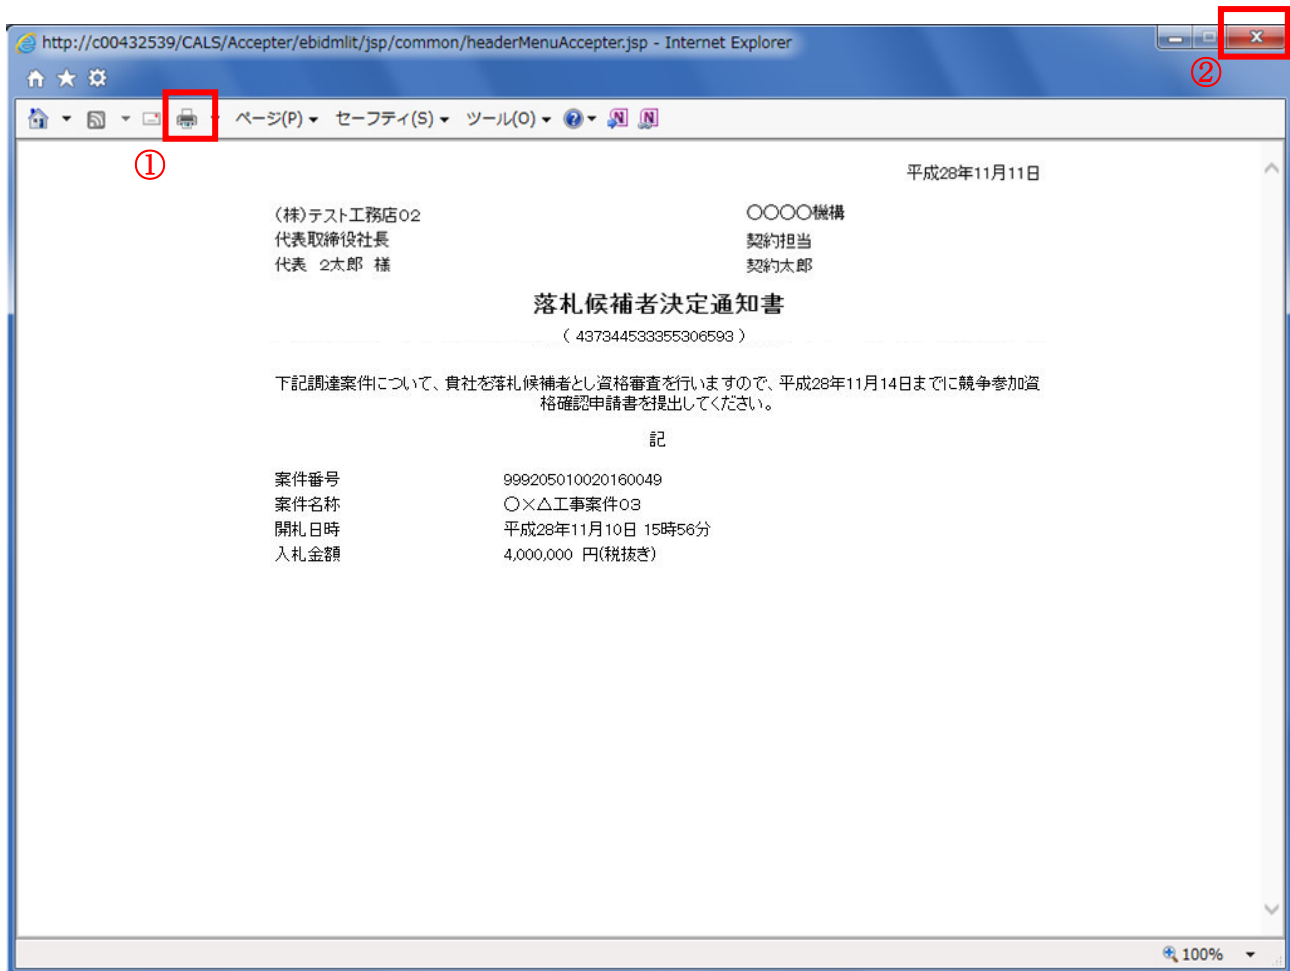 http://c00432539/CALS/Accepter/ebidmlit/jsp/common/headerMenuAccepter.jsp - Internet Explorer
②
ページ(P) セーフティ(S) ツール(O)
①
平成28年11月11日
(株)テスト工務店02
代表取締役社長
代表 2太郎 様
〇〇〇〇機構
契約担当
契約太郎
落札候補者決定通知書
( 437344533355306593 )
下記調達案件について、貴社を落札候補者とし資格審査を行いますので、平成28年11月14日までに競争参加資
格確認申請書を提出してください。
記
案件番号 999205010020160049
案件名称 〇×△工事案件03
開札日時 平成28年11月10日 15時56分
入札金額 4,000,000 円(税抜き)
100%